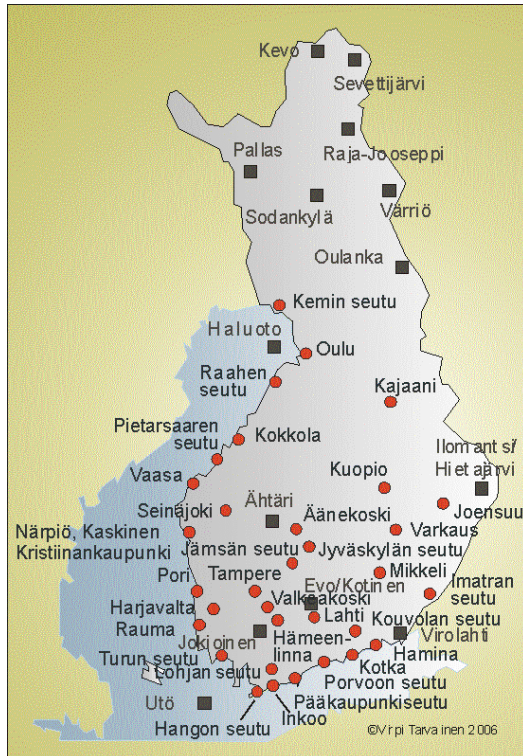 Kevo
Sevettijärvi
Pallas
Raja-Jooseppi
Sodankylä
Värriö
Oulanka
Kemin seutu
Haluoto
Oulu
Raahen
seutu
Kajaani
Pietarsaaren
seutu
Kokkola
Ilomantsi/
Hietajärvi
Vaasa
Kuopio
Ähtäri
Seinäjoki
Äänekoski
Joensuu
Närpiö, Kaskinen
Kristiinankaupunki
Varkaus
Jämsän seutu
Jyväskylän seutu
Pori
Tampere
Evo/Kotinen
Mikkeli
Imatran
seutu
Harjavalta
Valkeakoski
Lahti
Kouvolan seutu
Rauma
Jokioinen
Hämeen-
linna
Virolahti
Hamina
Turun seutu
Lohjan seutu
Kotka
Porvoon seutu
Utö
Pääkaupunkiseutu
Inkoo
Hangon seutu
©Virpi Tarvainen 2006